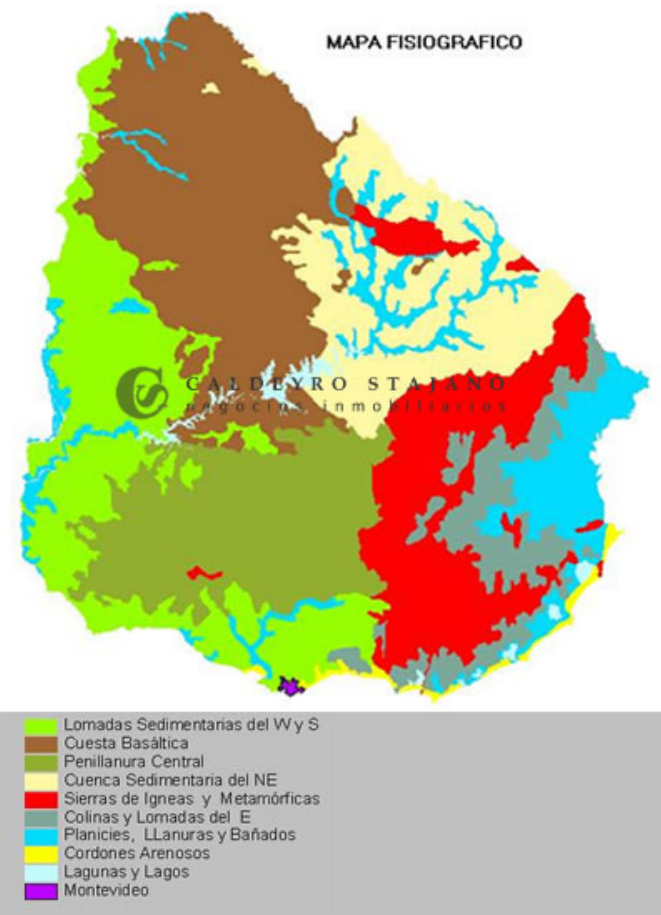 MAPA FISIOGRAFICO
CS
CALDEYRO STAJANO
negocios inmobiliarios
Lomadas Sedimentarias del W y S
Cuesta Basáltica
Penillanura Central
Cuenca Sedimentaria del NE
Sierras de Igneas y Metamórficas
Colinas y Lomadas del E
Planicies, LLanuras y Bañados
Cordones Arenosos
Lagunas y Lagos
Montevideo